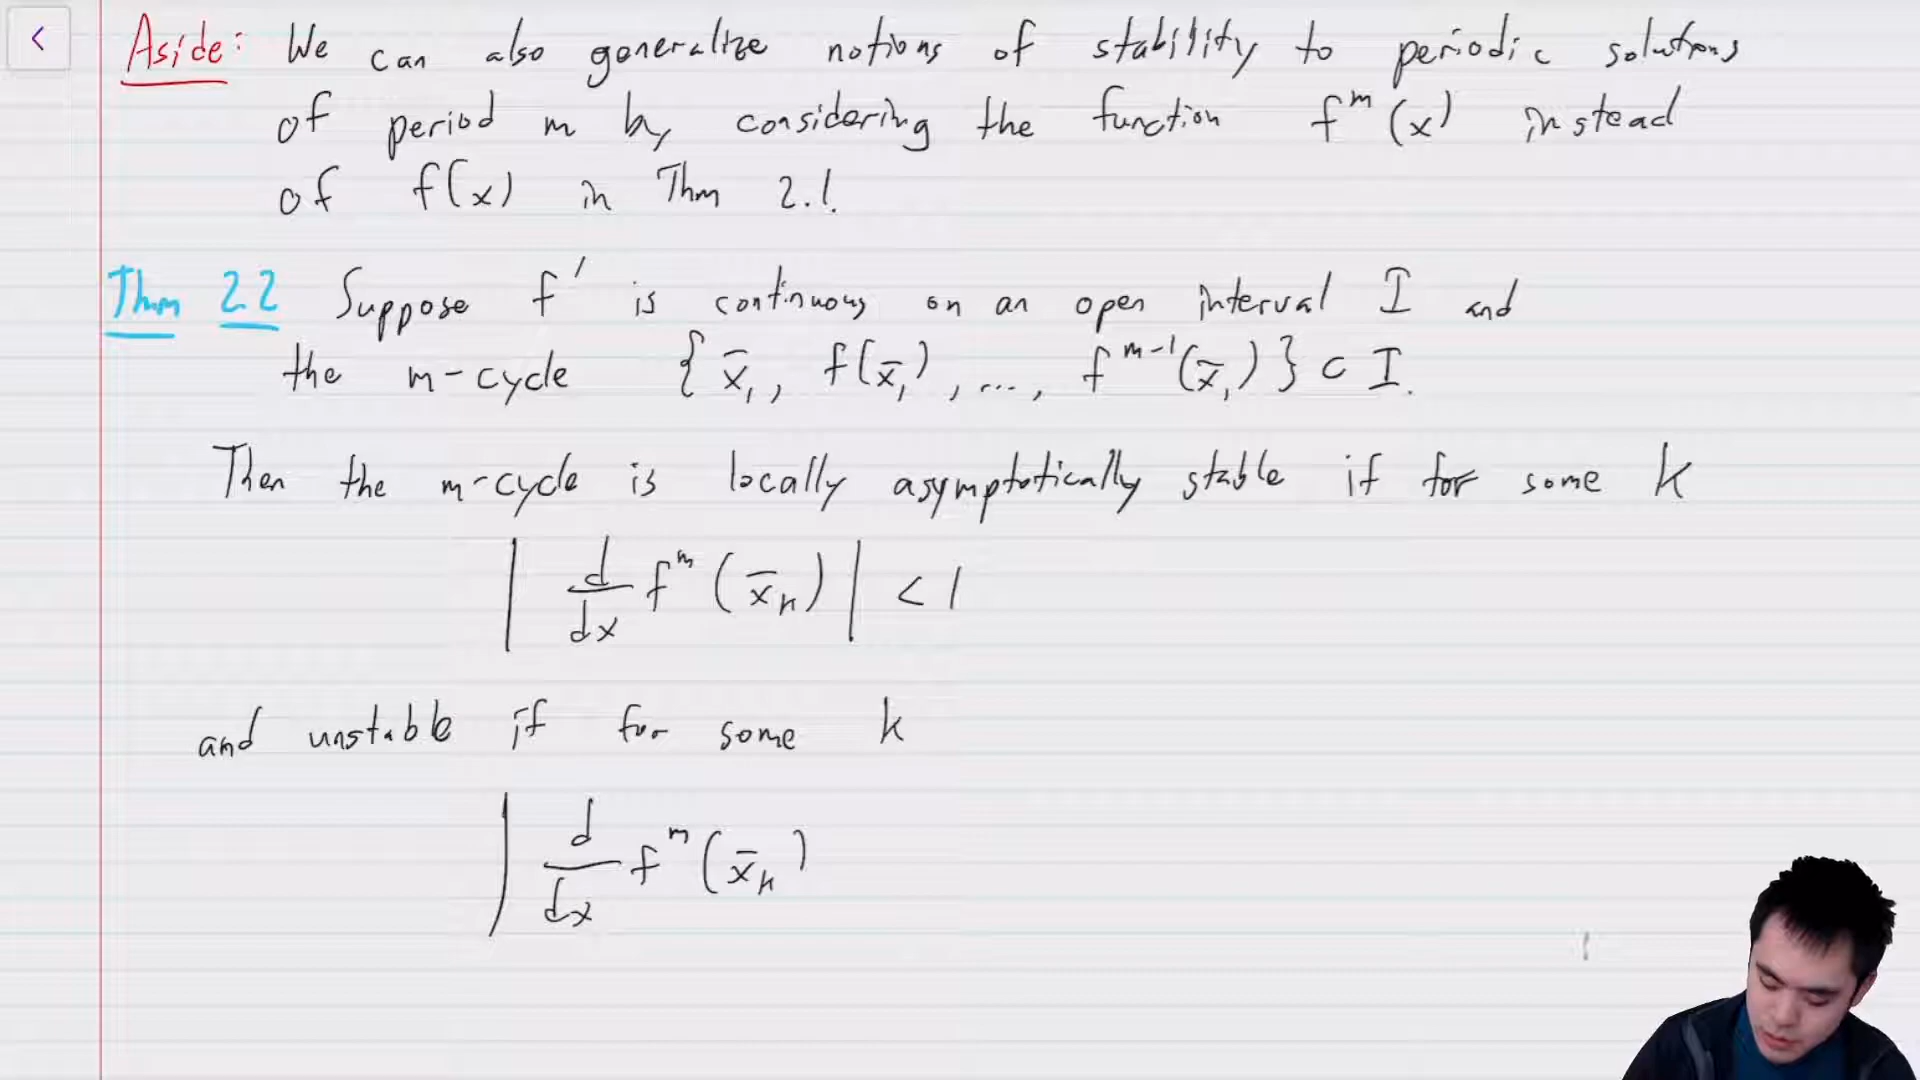 Aside: We can also generalize notions of stability to periodic solutions
of period m by considering the function f^m(x) instead
of f(x) in Thm 2.1.
Thm 2.2 Suppose f' is continuous on an open interval I and
the m-cycle {x̄₁, f(x̄₁), ..., f^{m-1}(x̄₁)} ⊂ I.
Then the m-cycle is locally asymptotically stable if for some k
| d/dx f^m (x̄_k) | < 1
and unstable if for some k
| d/dx f^m (x̄_k)